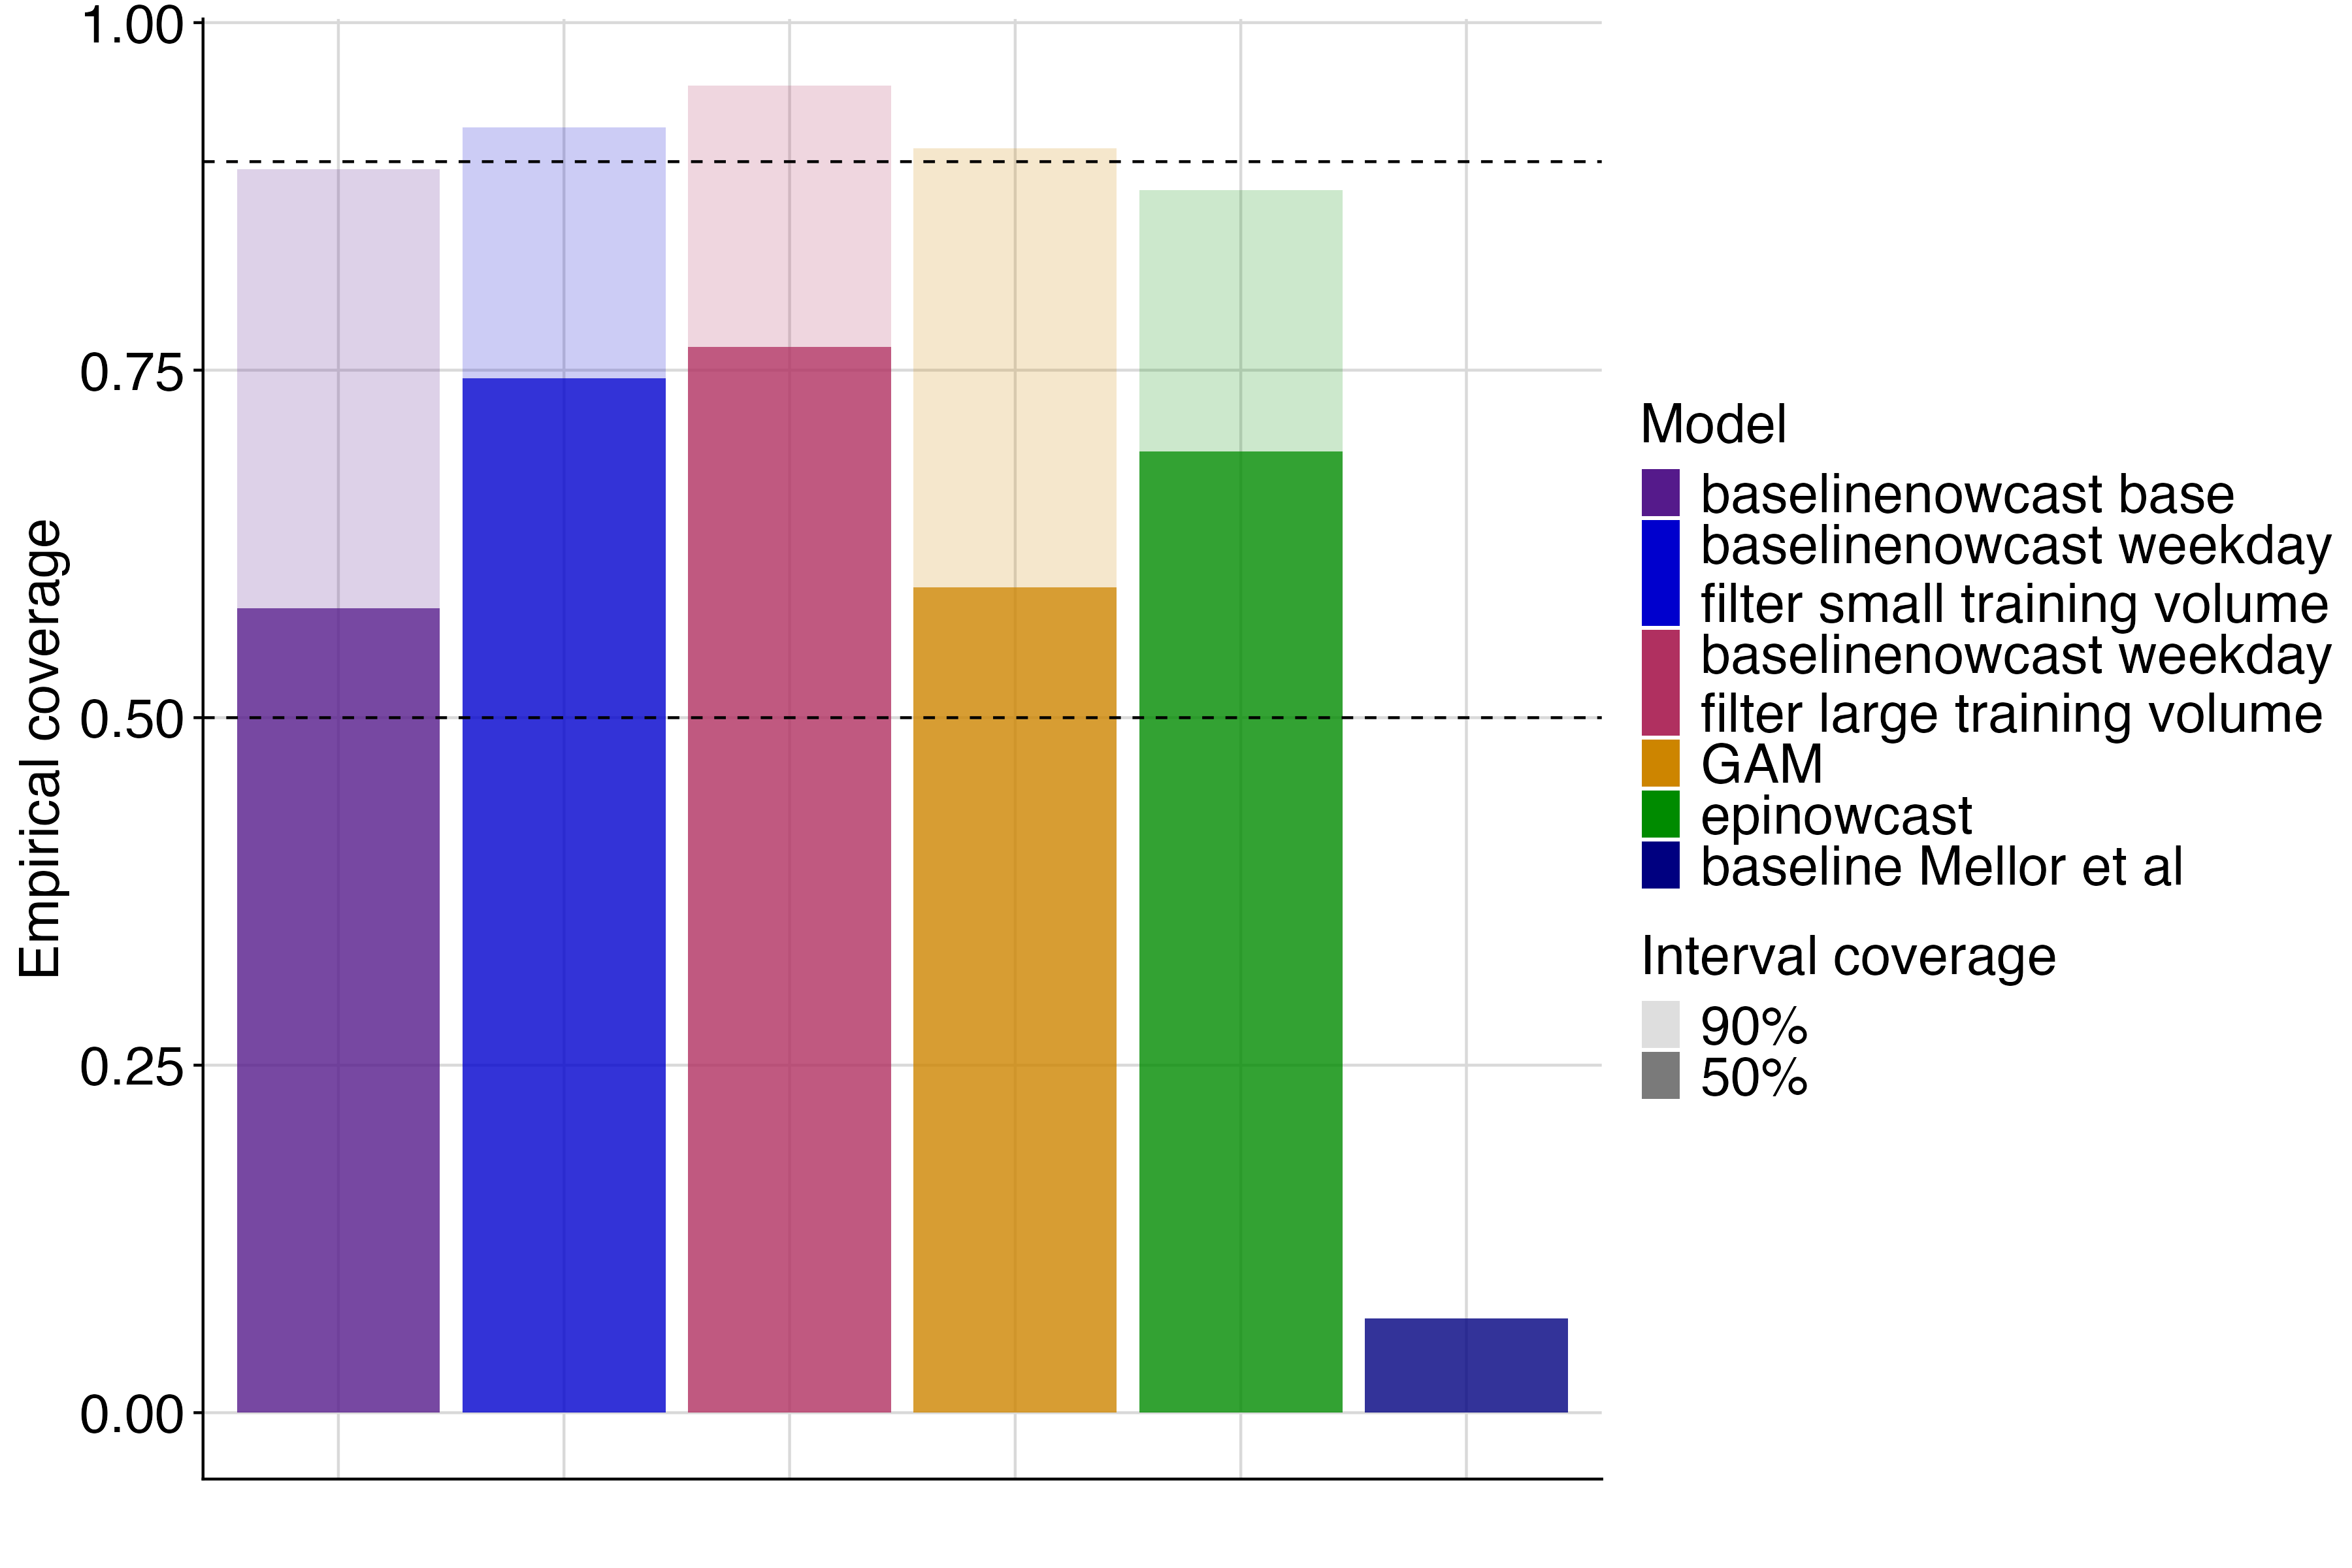 1.00
0.75
0.50
0.25
0.00
Empirical coverage
Model
baselinenowcast base
baselinenowcast weekday
filter small training volume
baselinenowcast weekday
filter large training volume
GAM
epinowcast
baseline Mellor et al
Interval coverage
90%
50%